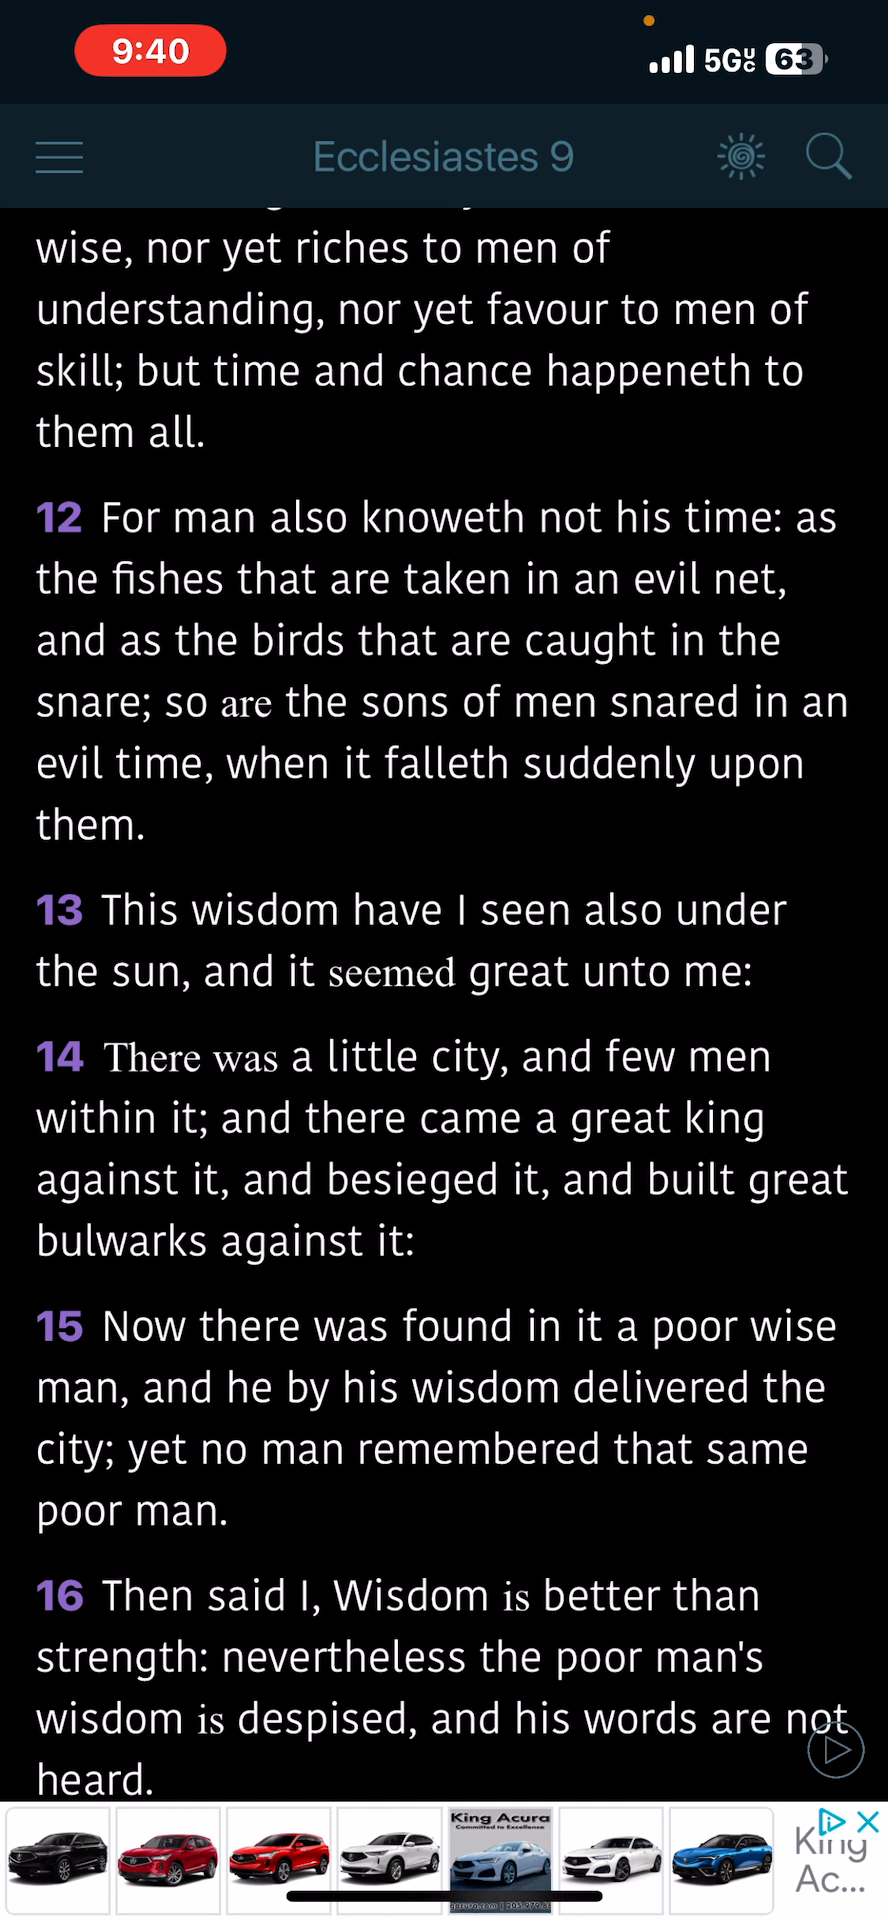 9:40
5G
63
Ecclesiastes 9
wise, nor yet riches to men of
understanding, nor yet favour to men of
skill; but time and chance happeneth to
them all.
12 For man also knoweth not his time: as
the fishes that are taken in an evil net,
and as the birds that are caught in the
snare; so are the sons of men snared in an
evil time, when it falleth suddenly upon
them.
13 This wisdom have I seen also under
the sun, and it seemed great unto me:
14 There was a little city, and few men
within it; and there came a great king
against it, and besieged it, and built great
bulwarks against it:
15 Now there was found in it a poor wise
man, and he by his wisdom delivered the
city; yet no man remembered that same
poor man.
16 Then said I, Wisdom is better than
strength: nevertheless the poor man's
wisdom is despised, and his words are not
heard.
King Acura
Committed to Excellence
King
Ac...